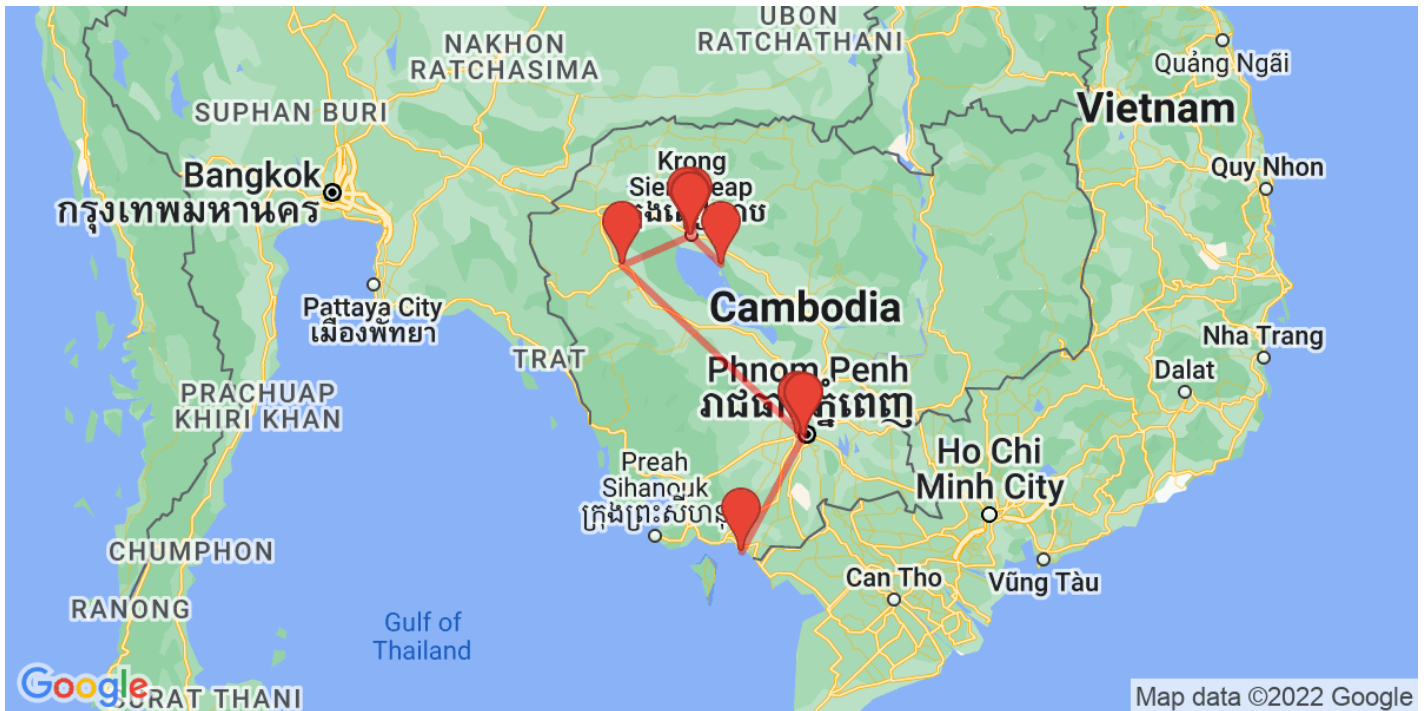 UBON
RATCHATHANI
NAKHON
RATCHASIMA
Quảng Ngãi
SUPHAN BURI
Vietnam
Krong
Quy Nhon
Bangkok
กรุงเทพมหานคร
Pattaya City
เมืองพัทยา
Cambodia
Nha Trang
TRAT
Phnom Penh
Dalat
PRACHUAP
KHIRI KHAN
Ho Chi
Minh City
Preah
Sihanouk
CHUMPHON
Can Tho
Vũng Tàu
RANONG
Gulf of
Thailand
Google
SURAT THANI
Map data ©2022 Google